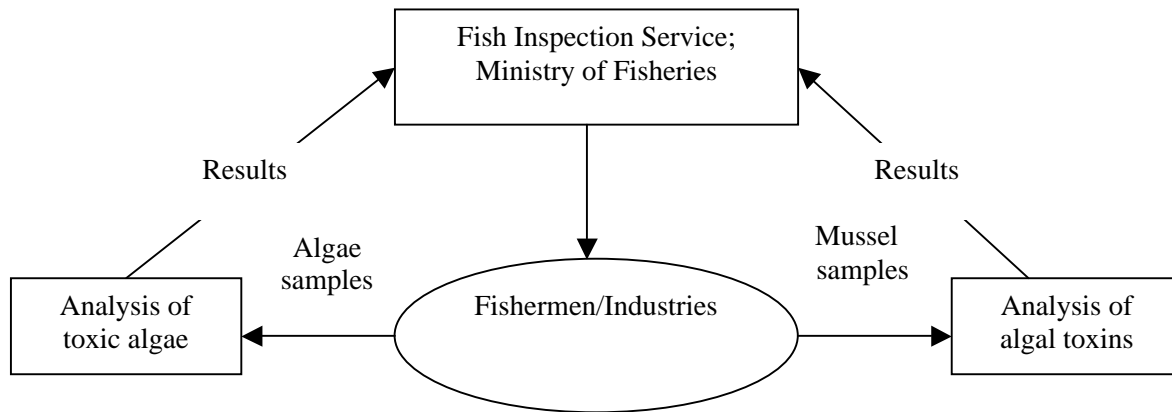 Fish Inspection Service;
Ministry of Fisheries
Results
Results
Algae
samples
Mussel
samples
Analysis of
toxic algae
Fishermen/Industries
Analysis of
algal toxins